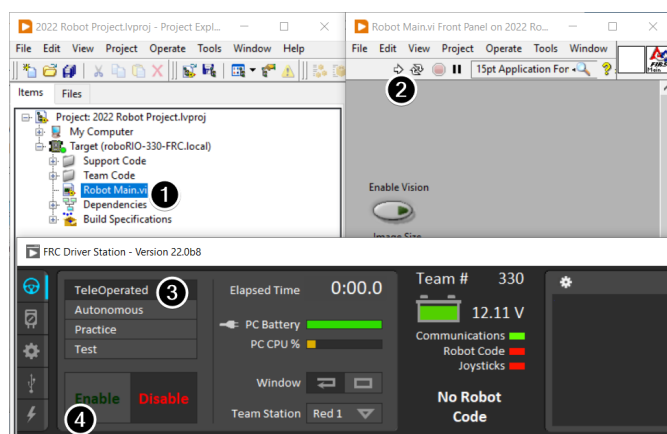 2022 Robot Project.lvproj - Project Expl...
File Edit View Project Operate Tools Window Help
Items Files
Project: 2022 Robot Project.lvproj
My Computer
Target (roboRIO-330-FRC.local)
Support Code
Team Code
Robot Main.vi
1
Dependencies
Build Specifications
Robot Main.vi Front Panel on 2022 Ro...
File Edit View Project Operate Tools Window
15pt Application For
FIRST
Main
2
Enable Vision
Image Size
FRC Driver Station - Version 22.0b8
TeleOperated
3
Autonomous
Practice
Test
Enable Disable
4
Elapsed Time 0:00.0
PC Battery
PC CPU %
Window
Team Station Red 1
Team # 330
12.11 V
Communications
Robot Code
Joysticks
No Robot
Code